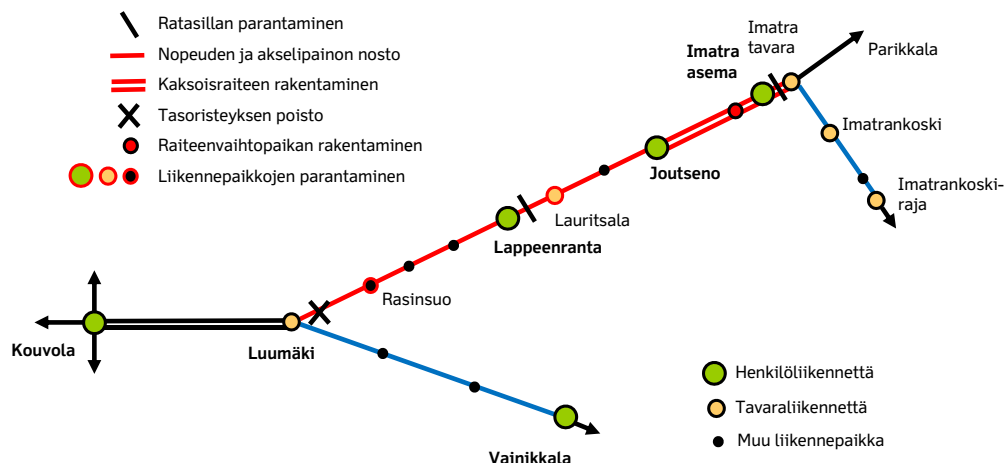 Ratasillan parantaminen
Nopeuden ja akselipainon nosto
Kaksoisraiteen rakentaminen
Tasoristeyksen poisto
Raiteenvaihtopaikan rakentaminen
Liikennepaikkojen parantaminen
Imatra
tavara
Imatra
asema
Parikkala
Imatrankoski
Imatrankoski-
raja
Joutseno
Lauritsala
Lappeenranta
Rasinsuo
Kouvola
Luumäki
Vainikkala
Henkilöliikennettä
Tavaraliikennettä
Muu liikennepaikka